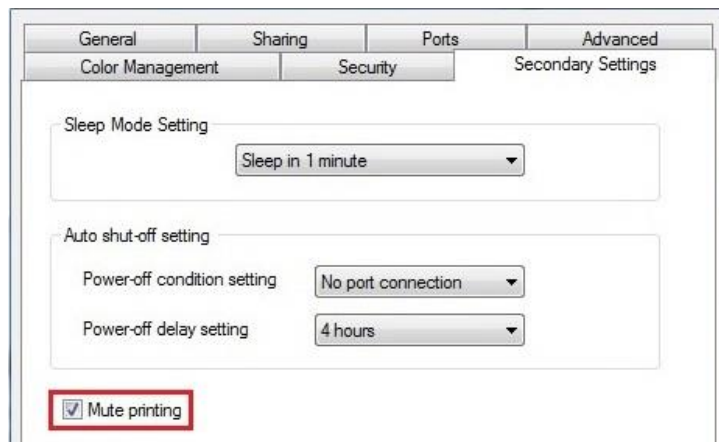 General Sharing Ports Advanced
Color Management Security Secondary Settings
Sleep Mode Setting
Sleep in 1 minute
Auto shut-off setting
Power-off condition setting No port connection
Power-off delay setting 4 hours
Mute printing